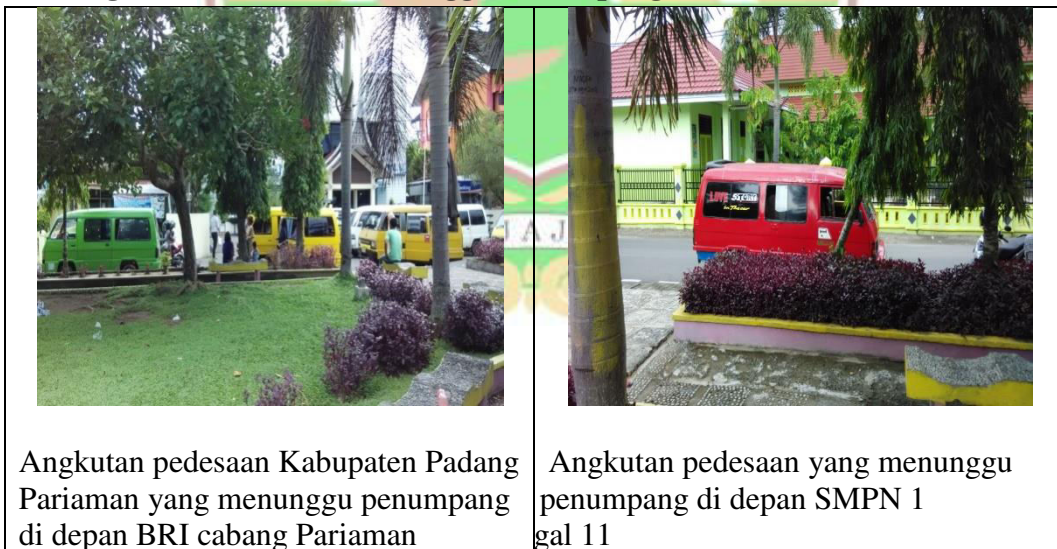 Angkutan pedesaan Kabupaten Padang
Pariaman yang menunggu penumpang
di depan BRI cabang Pariaman
Angkutan pedesaan yang menunggu
penumpang di depan SMPN 1
gal 11
LOVE